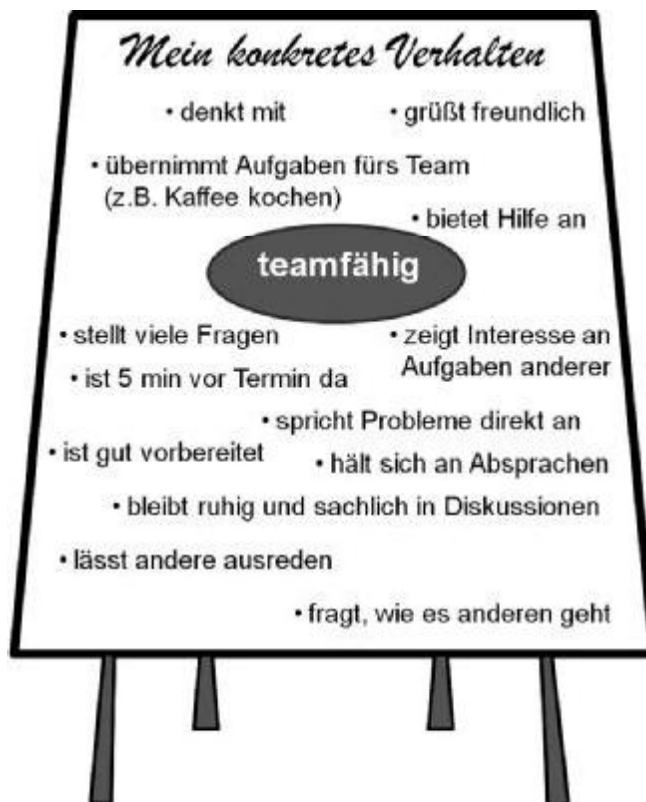 Mein konkretes Verhalten
• denkt mit
• grüßt freundlich
• übernimmt Aufgaben fürs Team
(z.B. Kaffee kochen)
• bietet Hilfe an
teamfähig
• stellt viele Fragen
• zeigt Interesse an
Aufgaben anderer
• ist 5 min vor Termin da
• spricht Probleme direkt an
• ist gut vorbereitet
• hält sich an Absprachen
• bleibt ruhig und sachlich in Diskussionen
• lässt andere ausreden
• fragt, wie es anderen geht